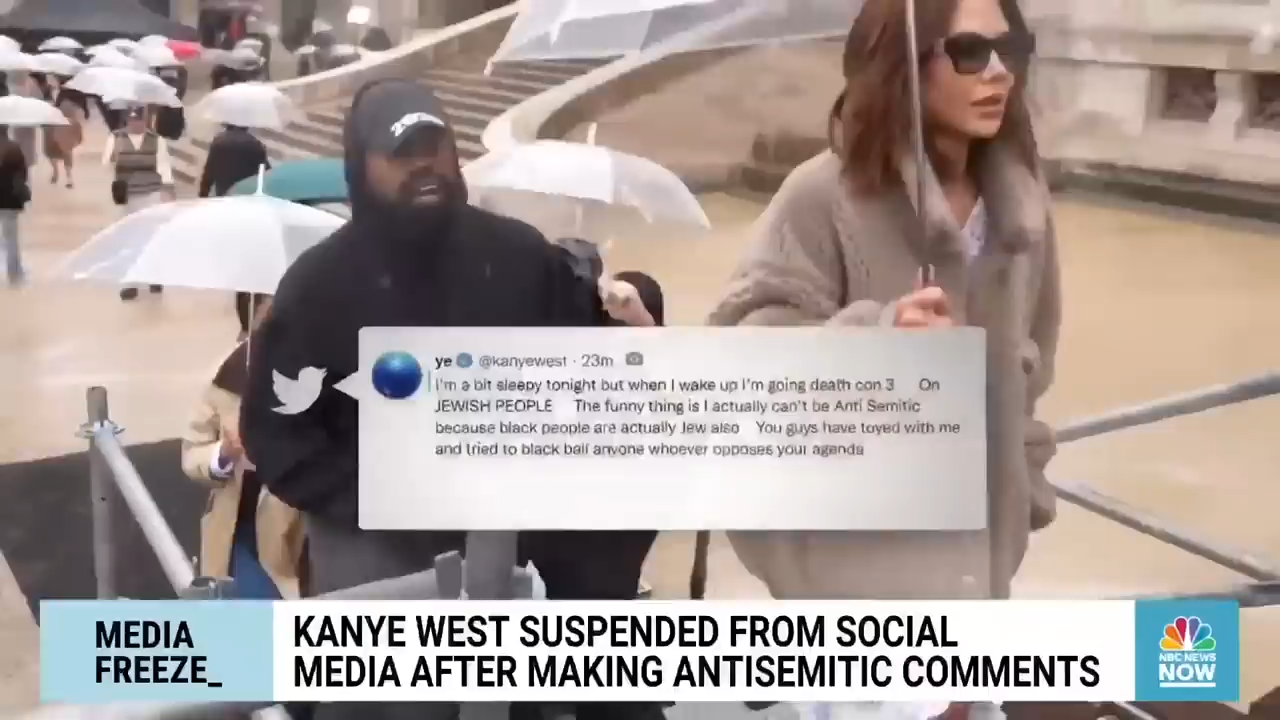 ye @kanyewest · 23m
I'm a bit sleepy tonight but when I wake up I'm going death con 3 On
JEWISH PEOPLE The funny thing is I actually can't be Anti Semitic
because black people are actually Jew also You guys have toyed with me
and tried to black ball anyone whoever opposes your agenda
MEDIA
FREEZE_
KANYE WEST SUSPENDED FROM SOCIAL
MEDIA AFTER MAKING ANTISEMITIC COMMENTS
NBC NEWS
NOW